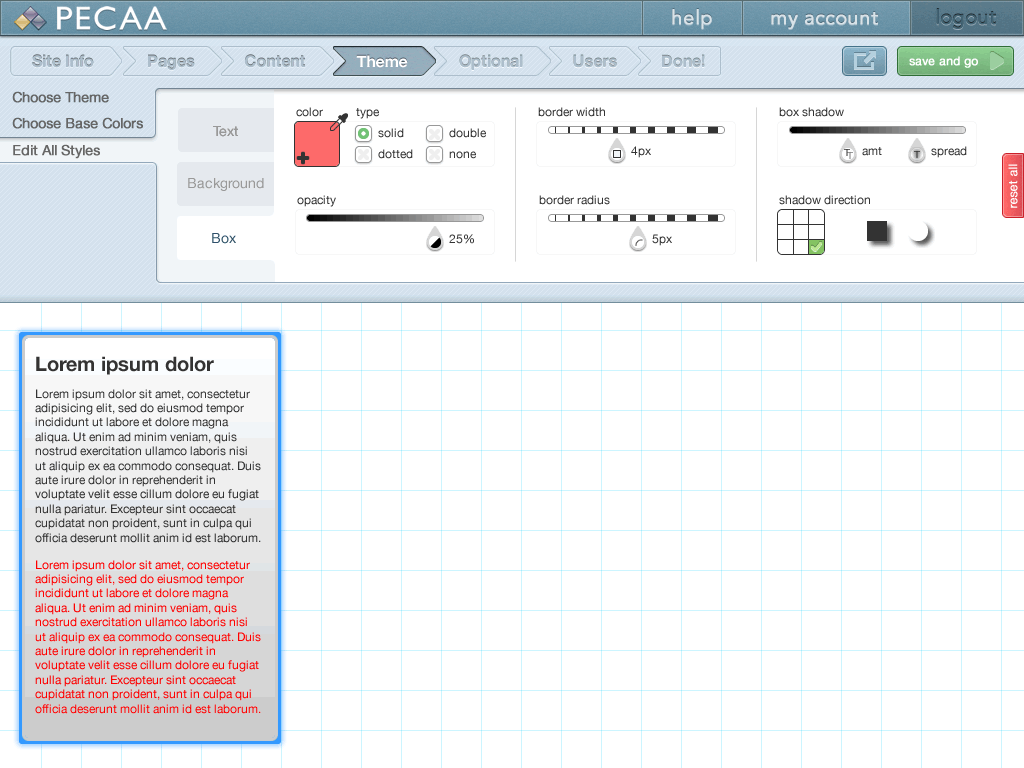 PECAA
help
my account
logout
Site Info
Pages
Content
Theme
Optional
Users
Done!
save and go
Choose Theme
Choose Base Colors
Edit All Styles
Text
Background
Box
color
type
solid
double
dotted
none
opacity
25%
border width
4px
border radius
5px
box shadow
amt
spread
shadow direction
reset all
Lorem ipsum dolor
Lorem ipsum dolor sit amet, consectetur
adipisicing elit, sed do eiusmod tempor
incididunt ut labore et dolore magna
aliqua. Ut enim ad minim veniam, quis
nostrud exercitation ullamco laboris nisi
ut aliquip ex ea commodo consequat. Duis
aute irure dolor in reprehenderit in
voluptate velit esse cillum dolore eu fugiat
nulla pariatur. Excepteur sint occaecat
cupidatat non proident, sunt in culpa qui
officia deserunt mollit anim id est laborum.
Lorem ipsum dolor sit amet, consectetur
adipisicing elit, sed do eiusmod tempor
incididunt ut labore et dolore magna
aliqua. Ut enim ad minim veniam, quis
nostrud exercitation ullamco laboris nisi
ut aliquip ex ea commodo consequat. Duis
aute irure dolor in reprehenderit in
voluptate velit esse cillum dolore eu fugiat
nulla pariatur. Excepteur sint occaecat
cupidatat non proident, sunt in culpa qui
officia deserunt mollit anim id est laborum.